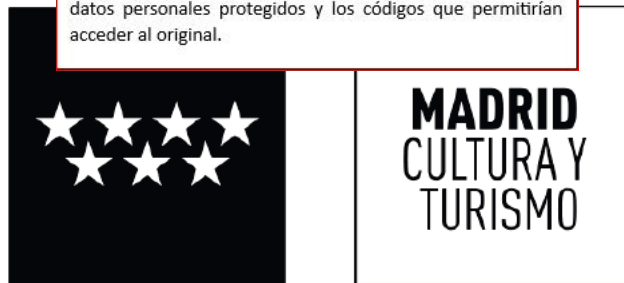 datos personales protegidos y los códigos que permitirían
acceder al original.
MADRID
CULTURA Y
TURISMO